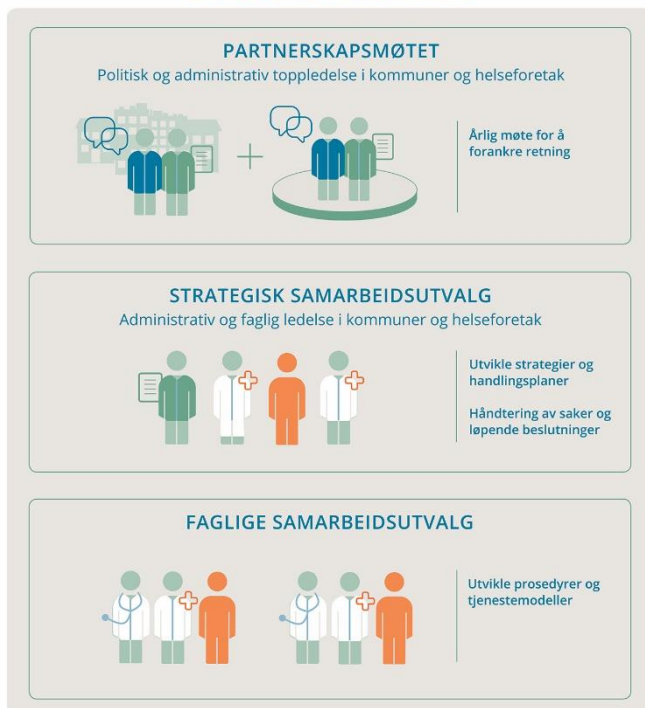 PARTNERSKAPSMØTET
Politisk og administrativ toppledelse i kommuner og helseforetak
Årlig møte for å
forankre retning
STRATEGISK SAMARBEIDSUTVALG
Administrativ og faglig ledelse i kommuner og helseforetak
Utvikle strategier og
handlingsplaner
Håndtering av saker og
løpende beslutninger
FAGLIGE SAMARBEIDSUTVALG
Utvikle prosedyrer og
tjenestemodeller